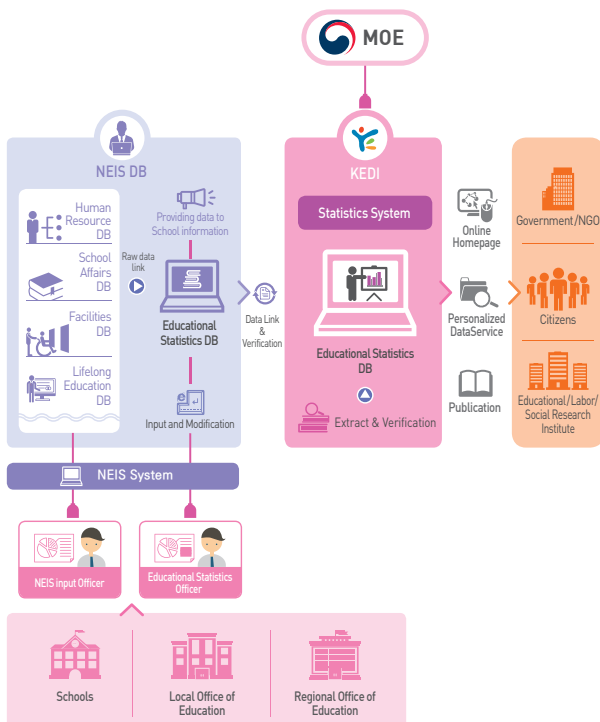 MOE
NEIS DB
Human
Resource
DB
School
Affairs
DB
Facilities
DB
Lifelong
Education
DB
Raw data
link
Providing data to
School information
Educational
Statistics DB
Input and Modification
Data Link
&
Verification
KEDI
Statistics System
Educational Statistics
DB
Extract & Verification
Online
Homepage
Personalized
DataService
Publication
Government/NGO
Citizens
Educational/Labor/
Social Research
Institute
NEIS System
NEIS input Officer
Educational Statistics
Officer
Schools
Local Office of
Education
Regional Office of
Education